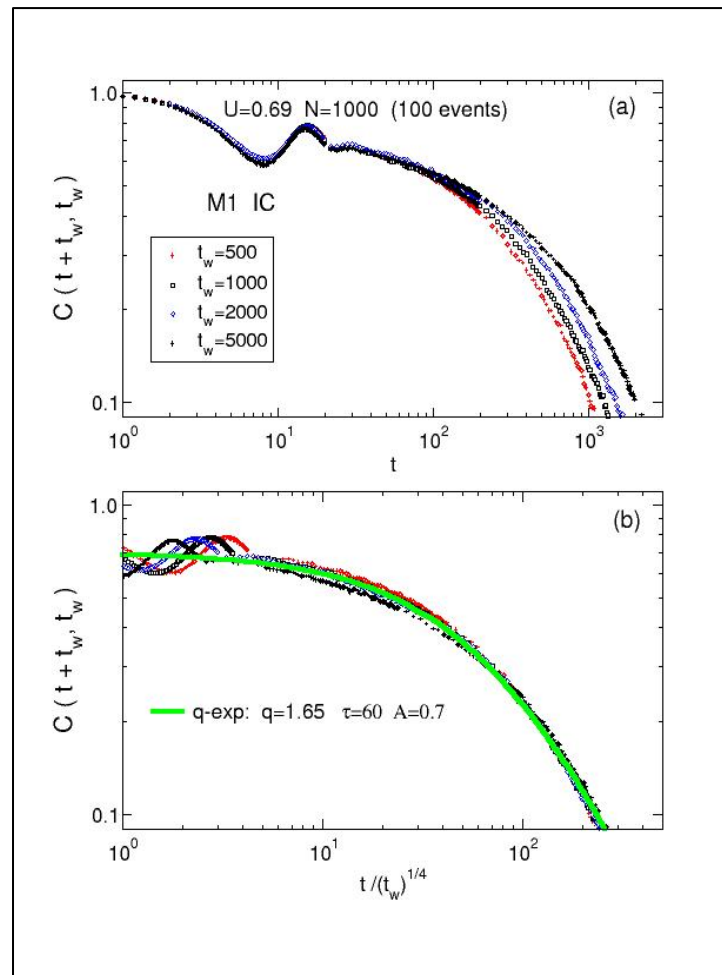 1.0
U=0.69 N=1000 (100 events)
(a)
M1 IC
t_w=500
t_w=1000
t_w=2000
t_w=5000
C ( t + t_w, t_w)
0.1
10^0 10^1 10^2 10^3
t
1.0
(b)
C ( t + t_w, t_w)
q-exp: q=1.65 τ=60 A=0.7
0.1
10^0 10^1 10^2
t /(t_w)^{1/4}